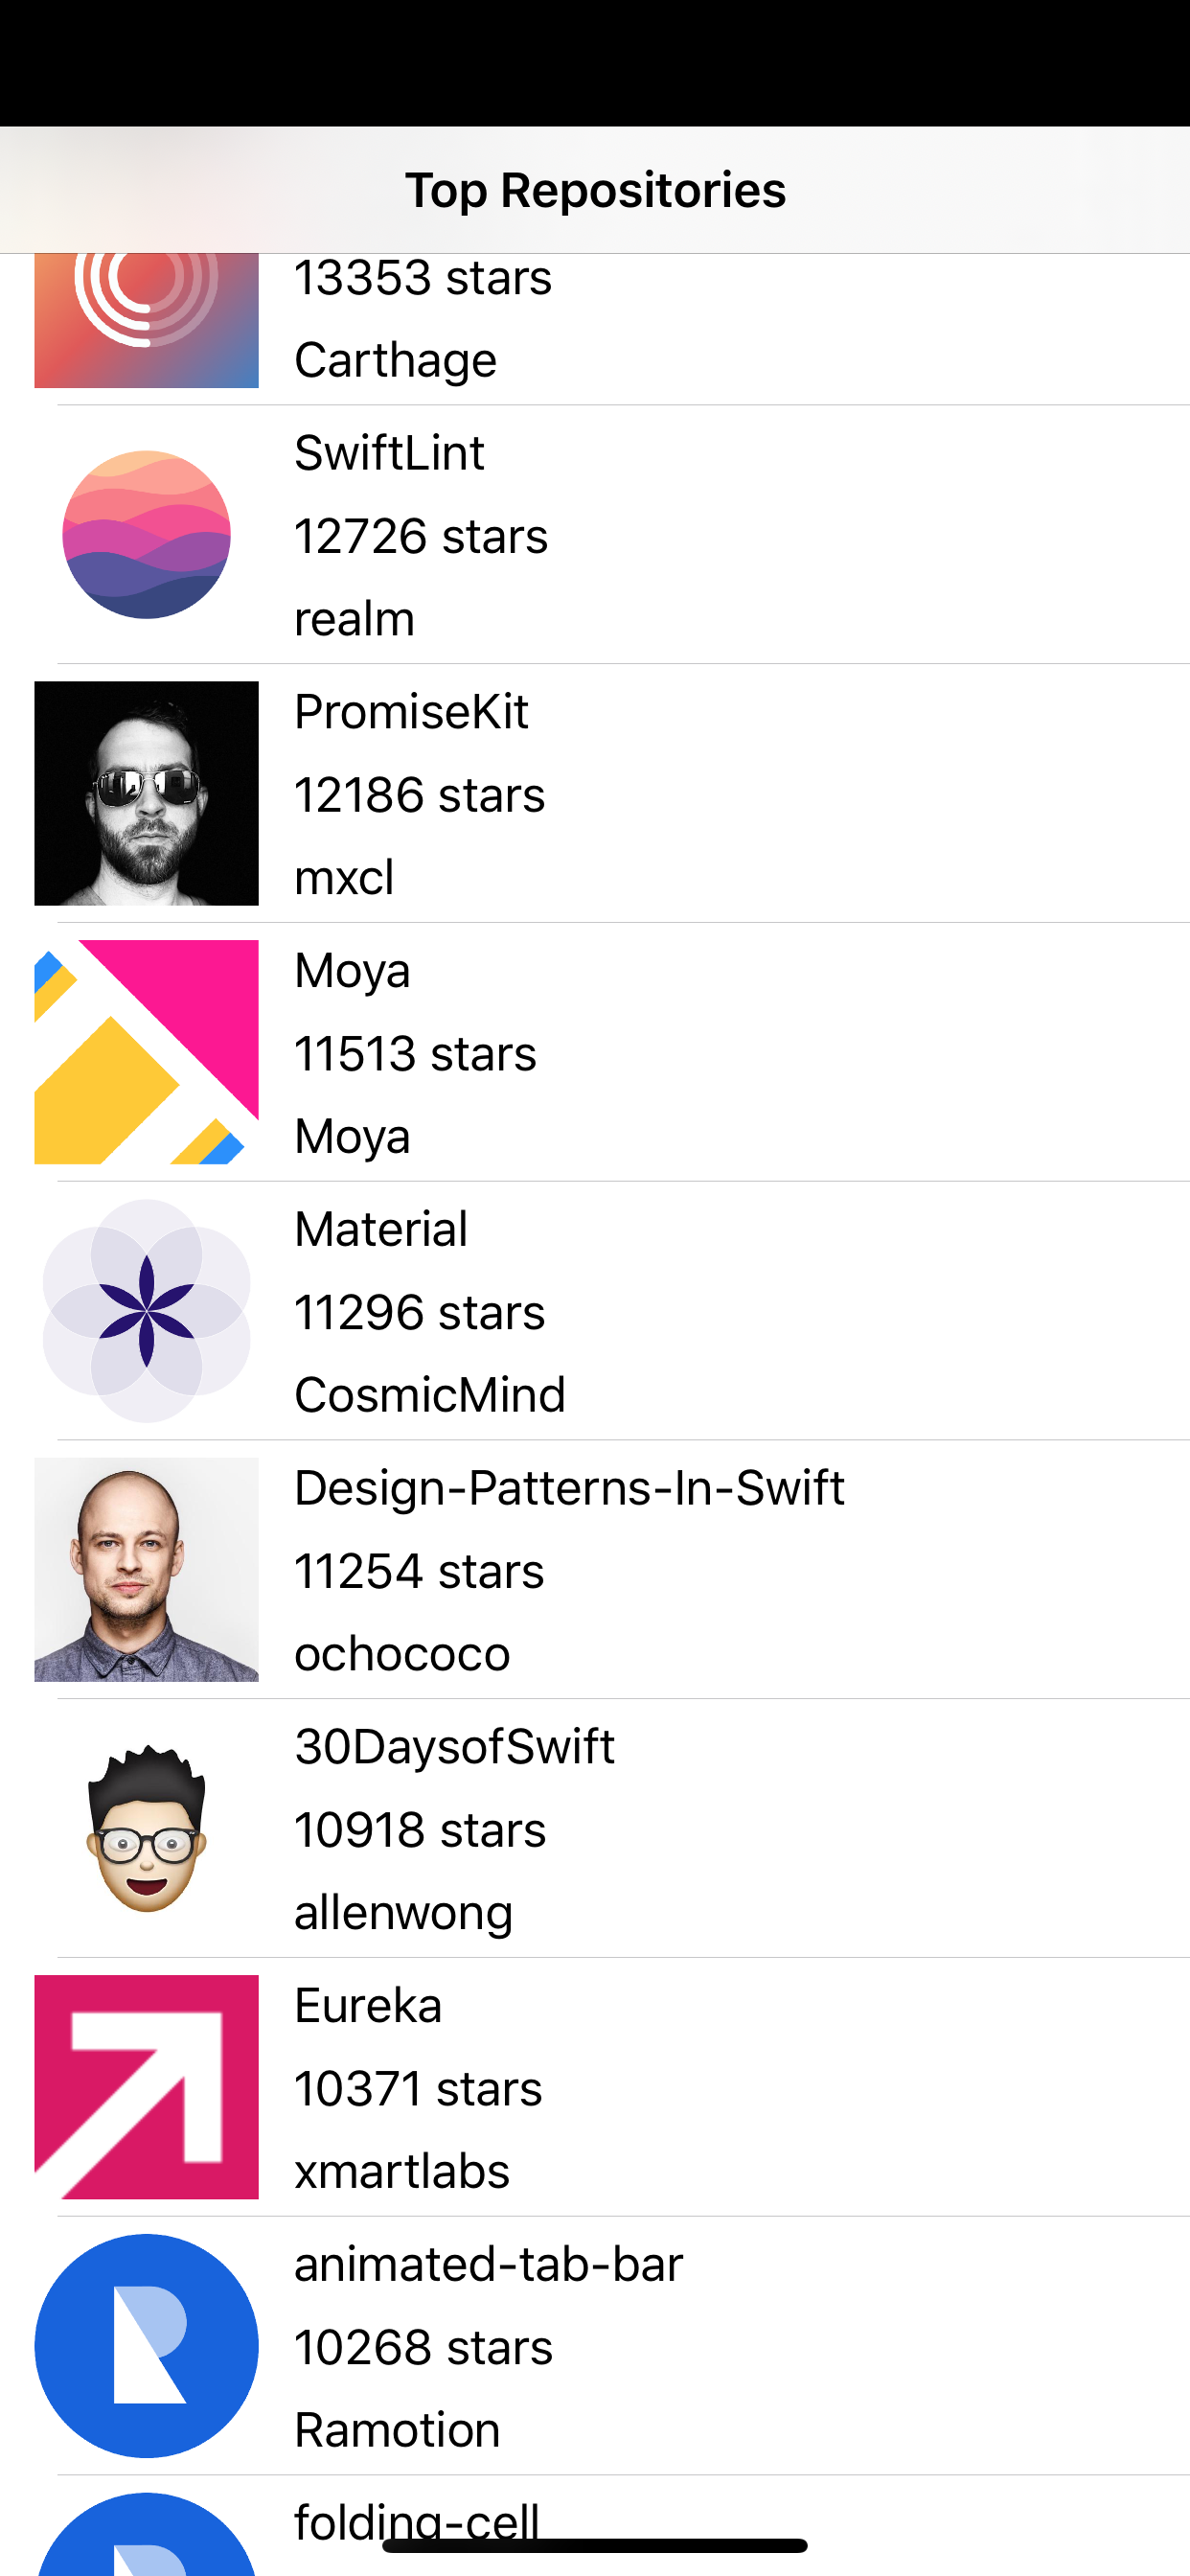 Top Repositories
13353 stars
Carthage
SwiftLint
12726 stars
realm
PromiseKit
12186 stars
mxcl
Moya
11513 stars
Moya
Material
11296 stars
CosmicMind
Design-Patterns-In-Swift
11254 stars
ochococo
30DaysofSwift
10918 stars
allenwong
Eureka
10371 stars
xmartlabs
animated-tab-bar
10268 stars
Ramotion
folding-cell